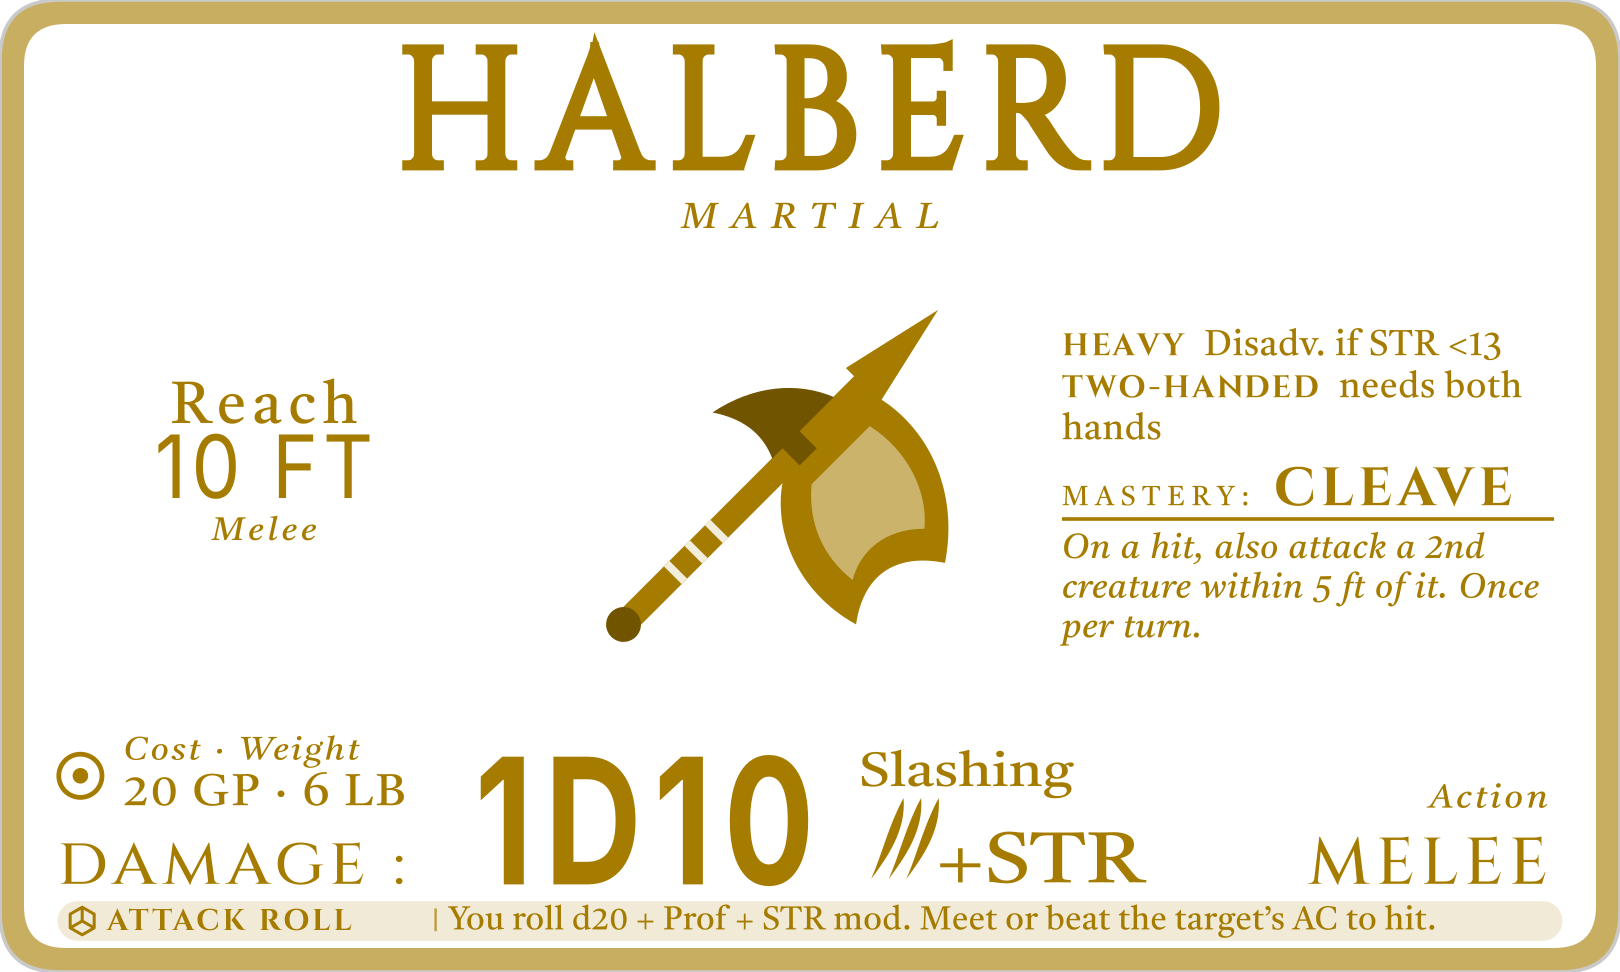 HALBERD
MARTIAL
Reach
10 FT
Melee
HEAVY Disadv. if STR <13
TWO-HANDED needs both
hands
MASTERY: CLEAVE
On a hit, also attack a 2nd
creature within 5 ft of it. Once
per turn.
Cost · Weight
20 GP · 6 LB
DAMAGE : 1D10
Slashing
+STR
Action
MELEE
ATTACK ROLL | You roll d20 + Prof + STR mod. Meet or beat the target’s AC to hit.